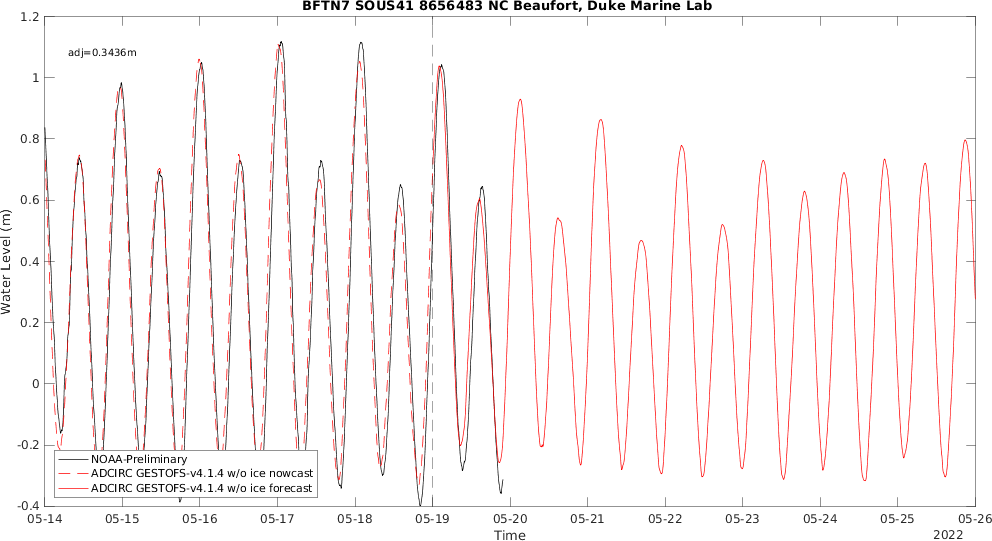 BFTN7 SOUS41 8656483 NC Beaufort, Duke Marine Lab
adj=0.3436m
Water Level (m)
1.2
1
0.8
0.6
0.4
0.2
0
-0.2
-0.4
NOAA-Preliminary
ADCIRC GESTOFS-v4.1.4 w/o ice nowcast
ADCIRC GESTOFS-v4.1.4 w/o ice forecast
05-14 05-15 05-16 05-17 05-18 05-19 05-20 05-21 05-22 05-23 05-24 05-25 05-26
Time
2022